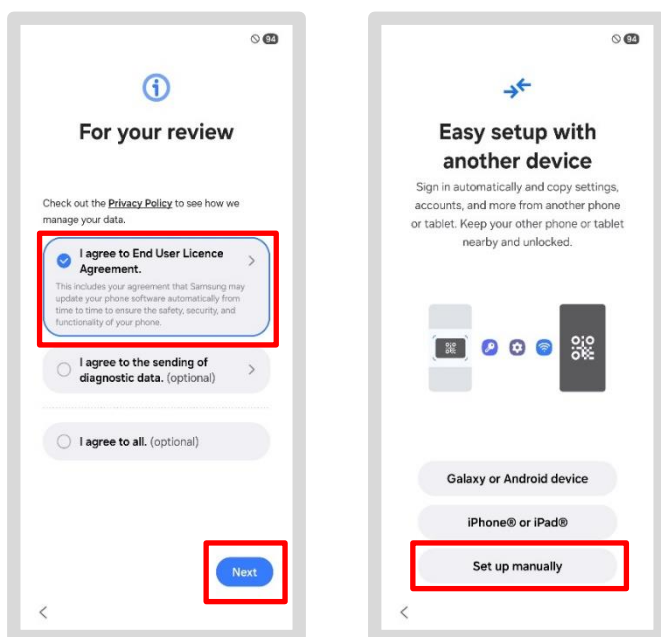 94
For your review
Check out the Privacy Policy to see how we
manage your data.
I agree to End User Licence
Agreement.
This includes your agreement that Samsung may
update your phone software automatically from
time to time to ensure the safety, security, and
functionality of your phone.
I agree to the sending of
diagnostic data. (optional)
I agree to all. (optional)
Next
94
Easy setup with
another device
Sign in automatically and copy settings,
accounts, and more from another phone
or tablet. Keep your other phone or tablet
nearby and unlocked.
Galaxy or Android device
iPhone® or iPad®
Set up manually